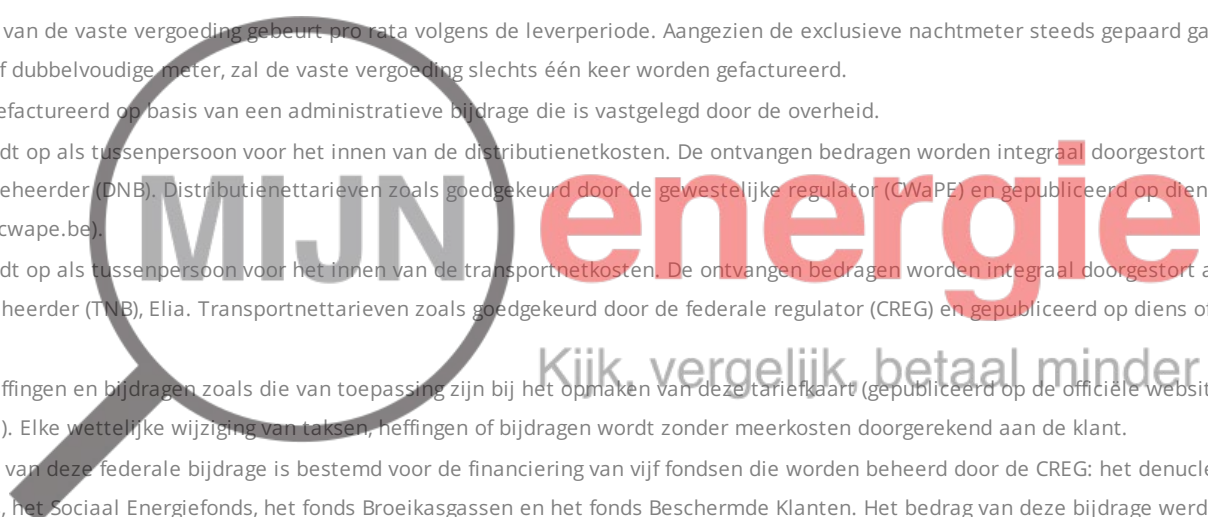 van de vaste vergoeding gebeurt pro rata volgens de leverperiode. Aangezien de exclusieve nachtmeter steeds gepaard ga
f dubbelvoudige meter, zal de vaste vergoeding slechts één keer worden gefactureerd.
efactureerd op basis van een administratieve bijdrage die is vastgelegd door de overheid.
dt op als tussenpersoon voor het innen van de distributienetkosten. De ontvangen bedragen worden integraal doorgestort
eheerder (DNB). Distributienettarieven zoals goedgekeurd door de gewestelijke regulator (CWaPE) en gepubliceerd op dien
cwape.be).
MIJN energie
dt op als tussenpersoon voor het innen van de transportnetkosten. De ontvangen bedragen worden integraal doorgestort a
heerder (TNB), Elia. Transportnettarieven zoals goedgekeurd door de federale regulator (CREG) en gepubliceerd op diens of
Kijk, vergelijk, betaal minder
ffingen en bijdragen zoals die van toepassing zijn bij het opmaken van deze tariefkaart (gepubliceerd op de officiële websit
). Elke wettelijke wijziging van taksen, heffingen of bijdragen wordt zonder meerkosten doorgerekend aan de klant.
van deze federale bijdrage is bestemd voor de financiering van vijf fondsen die worden beheerd door de CREG: het denucle
, het Sociaal Energiefonds, het fonds Broeikasgassen en het fonds Beschermde Klanten. Het bedrag van deze bijdrage werd